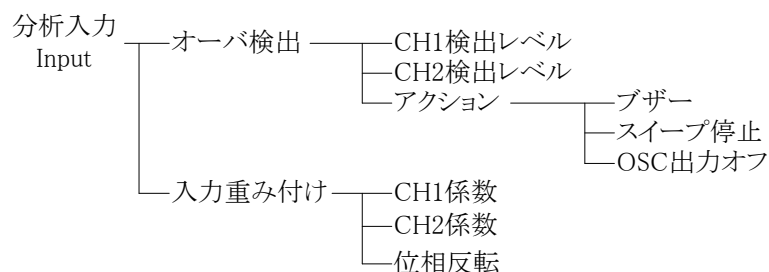 分析入力
Input
オーバ検出
CH1検出レベル
CH2検出レベル
アクション
ブザー
スイープ停止
OSC出力オフ
入力重み付け
CH1係数
CH2係数
位相反転